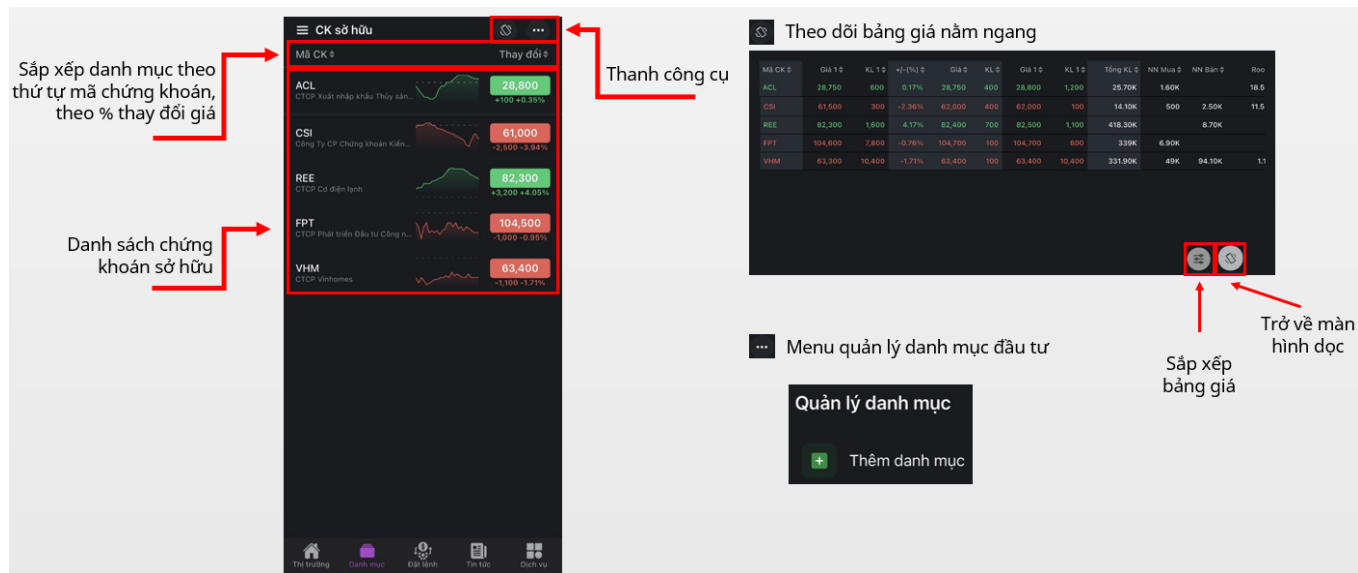 CK sở hữu
Mã CK
Thay đổi
ACL
CTCP Xuất nhập khẩu Thủy sản...
28,800
+100 +0.35%
CSI
Công Ty CP Chứng khoán Kiến...
61,000
-2,500 -3.94%
REE
CTCP Cơ điện lạnh
82,300
+3,200 +4.05%
FPT
CTCP Phát triển Đầu tư Công n...
104,500
-1,000 -0.95%
VHM
CTCP Vinhomes
63,400
-1,100 -1.71%
Thị trường Danh mục Đặt lệnh Tin tức Dịch vụ
Sắp xếp danh mục theo
thứ tự mã chứng khoán,
theo % thay đổi giá
Danh sách chứng
khoán sở hữu
Thanh công cụ
Theo dõi bảng giá nằm ngang
Mã CK Giá 1 KL 1 +/-(%) Giá KL Giá 1 KL 1 Tổng KL NN Mua NN Bán Roo
ACL 28,750 600 0.17% 28,750 400 28,800 1,200 25.70K 1.60K 18.5
CSI 61,500 300 -2.36% 62,000 400 62,000 100 14.10K 500 2.50K 11.5
REE 82,300 1,600 4.17% 82,400 700 82,500 1,100 418.30K 8.70K
FPT 104,600 7,800 -0.76% 104,700 100 104,700 600 339K 6.90K
VHM 63,300 10,400 -1.71% 63,400 100 63,400 10,400 331.90K 49K 94.10K 1.1
Trở về màn
hình dọc
Sắp xếp
bảng giá
Menu quản lý danh mục đầu tư
Quản lý danh mục
Thêm danh mục